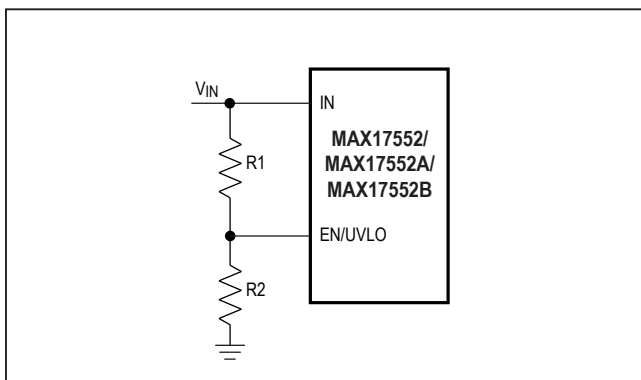 VIN
IN
MAX17552/
MAX17552A/
MAX17552B
R1
EN/UVLO
R2